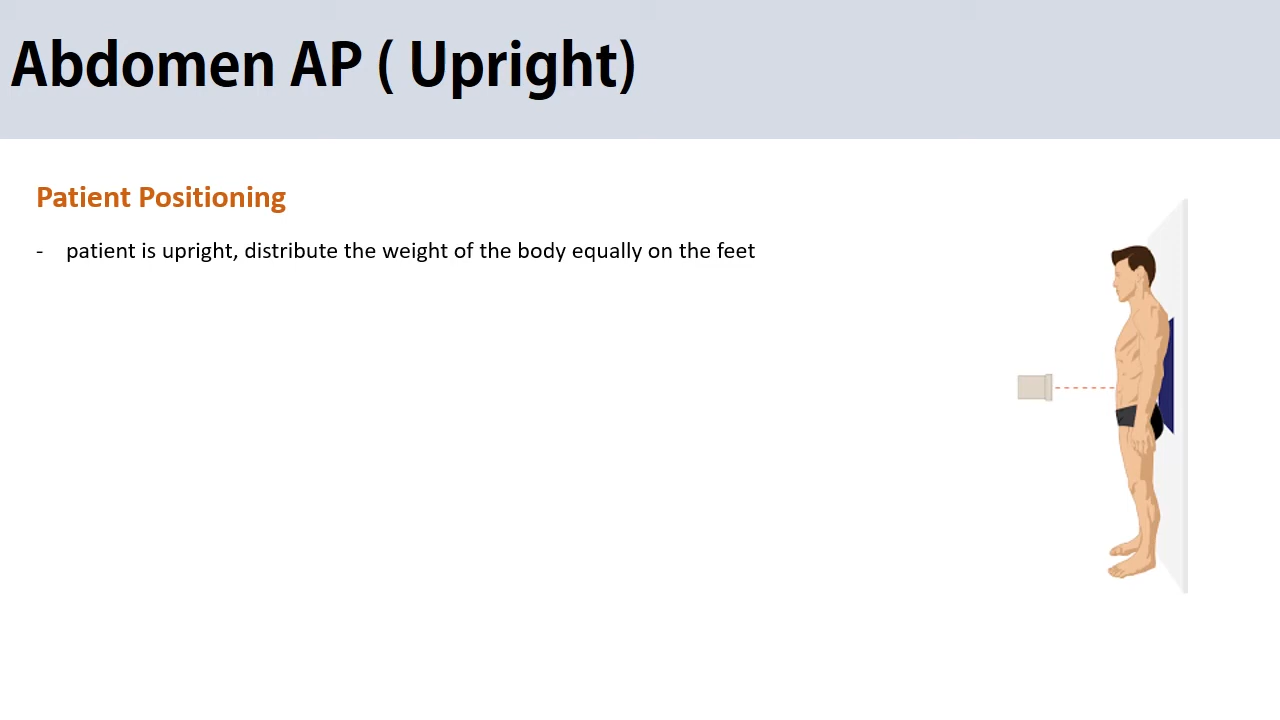 Abdomen AP ( Upright)
Patient Positioning
- patient is upright, distribute the weight of the body equally on the feet